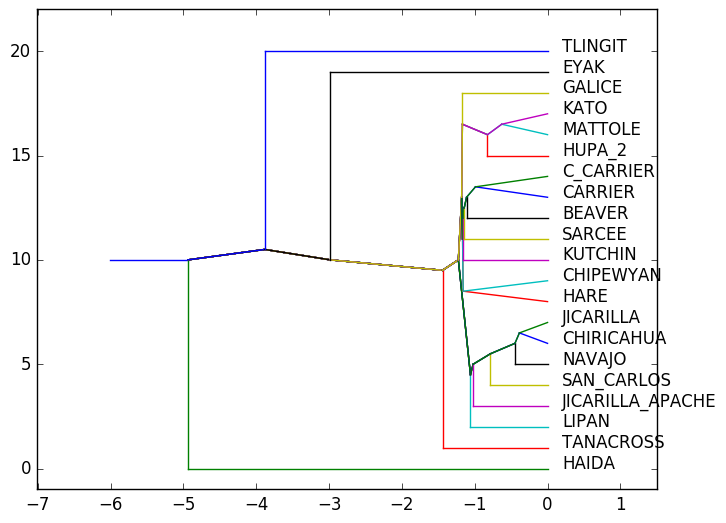 20
15
10
5
0
TLINGIT
EYAK
GALICE
KATO
MATTOLE
HUPA_2
C_CARRIER
CARRIER
BEAVER
SARCEE
KUTCHIN
CHIPEWYAN
HARE
JICARILLA
CHIRICAHUA
NAVAJO
SAN_CARLOS
JICARILLA_APACHE
LIPAN
TANACROSS
HAIDA
−7 −6 −5 −4 −3 −2 −1 0 1